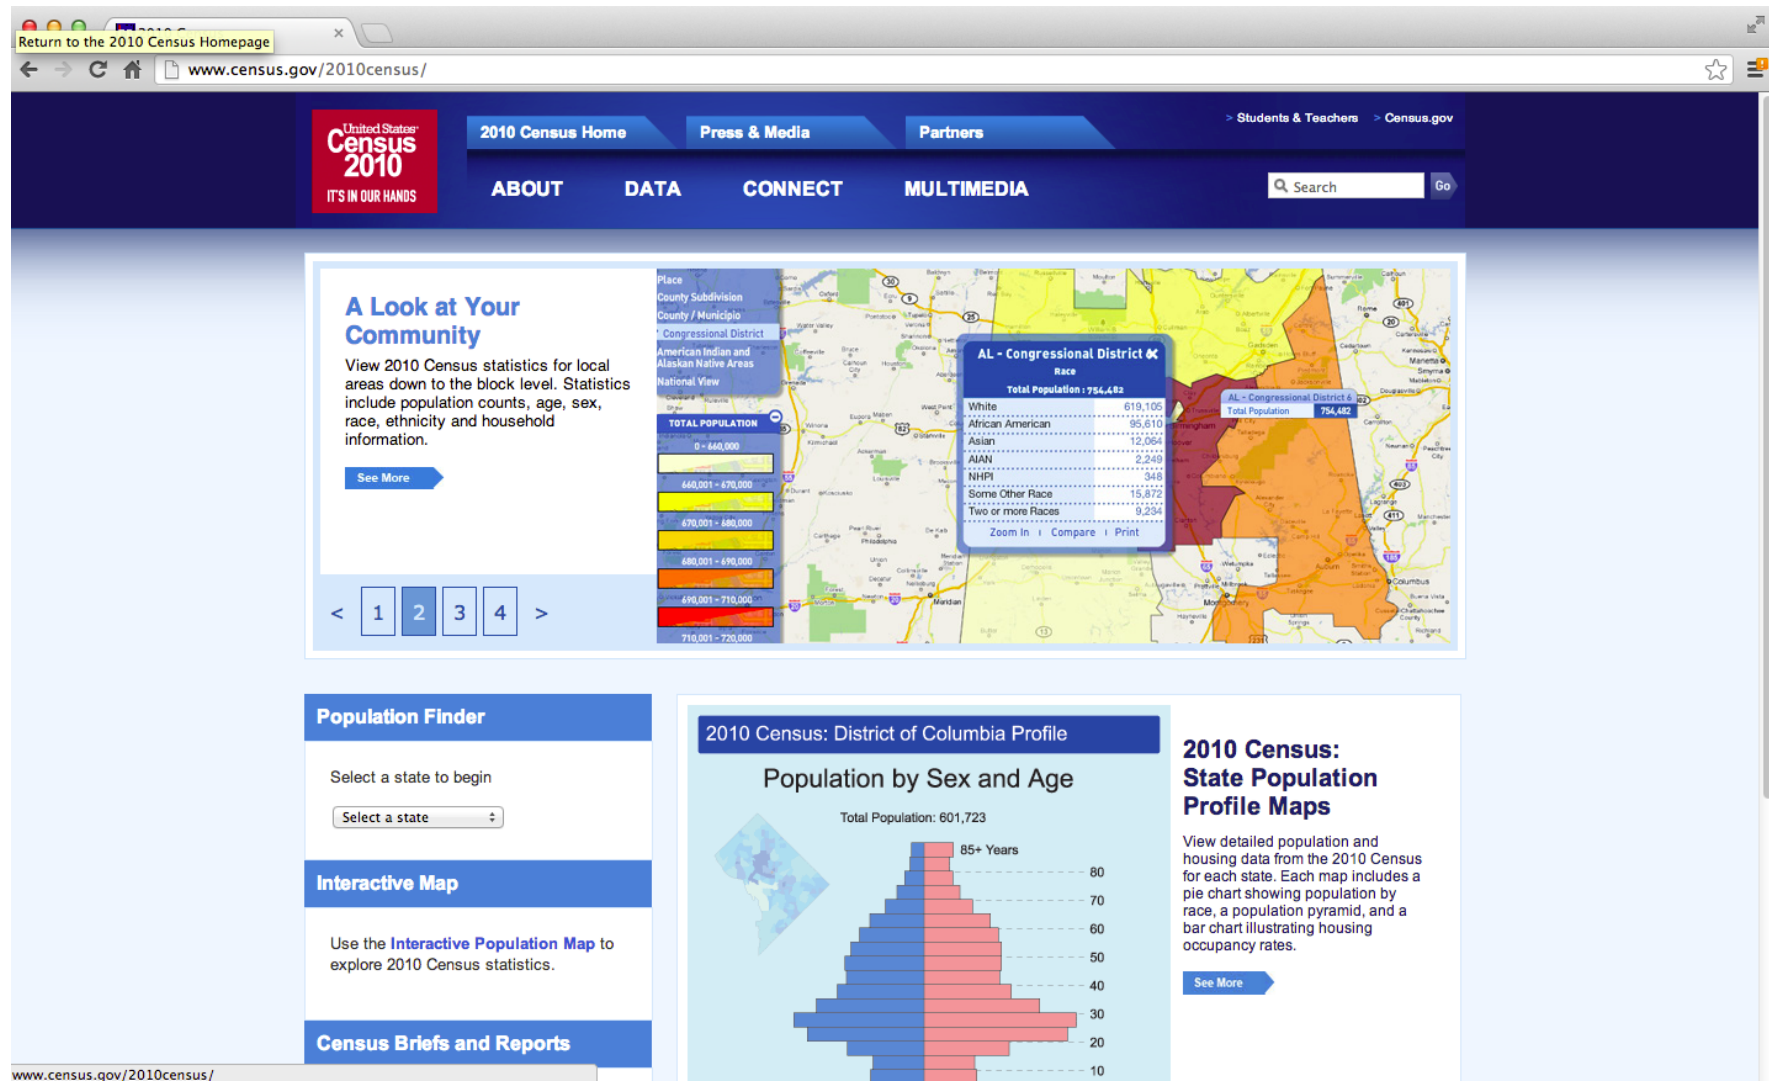 Return to the 2010 Census Homepage
www.census.gov/2010census/
United States
Census
2010
IT'S IN OUR HANDS
2010 Census Home
Press & Media
Partners
> Students & Teachers
> Census.gov
ABOUT
DATA
CONNECT
MULTIMEDIA
Search
Go
A Look at Your
Community
View 2010 Census statistics for local
areas down to the block level. Statistics
include population counts, age, sex,
race, ethnicity and household
information.
See More
< 1 2 3 4 >
Place
County Subdivision
County / Municipio
Congressional District
American Indian and
Alaskan Native Areas
National View
TOTAL POPULATION
0 - 660,000
660,001 - 670,000
670,001 - 680,000
680,001 - 690,000
690,001 - 710,000
710,001 - 720,000
AL - Congressional District 6
Race
Total Population : 754,482
White 619,105
African American 95,610
Asian 12,064
AIAN 2,249
NHPI 348
Some Other Race 15,872
Two or more Races 9,234
Zoom In | Compare | Print
AL - Congressional District 6
Total Population 754,482
Meridian
Columbus
Auburn
Population Finder
Select a state to begin
Select a state
Interactive Map
Use the Interactive Population Map to
explore 2010 Census statistics.
Census Briefs and Reports
2010 Census: District of Columbia Profile
Population by Sex and Age
Total Population: 601,723
85+ Years
80
70
60
50
40
30
20
10
2010 Census:
State Population
Profile Maps
View detailed population and
housing data from the 2010 Census
for each state. Each map includes a
pie chart showing population by
race, a population pyramid, and a
bar chart illustrating housing
occupancy rates.
See More
www.census.gov/2010census/